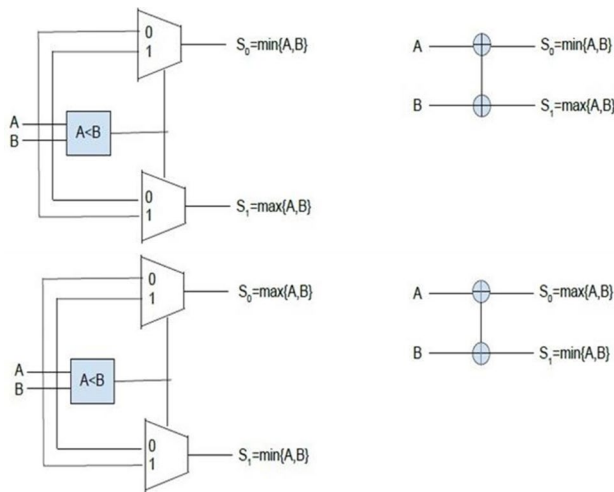 0
1
S0=min{A,B}
A
B
A<B
0
1
S1=max{A,B}
A
S0=min{A,B}
B
S1=max{A,B}
0
1
S0=max{A,B}
A
B
A<B
0
1
S1=min{A,B}
A
S0=max{A,B}
B
S1=min{A,B}